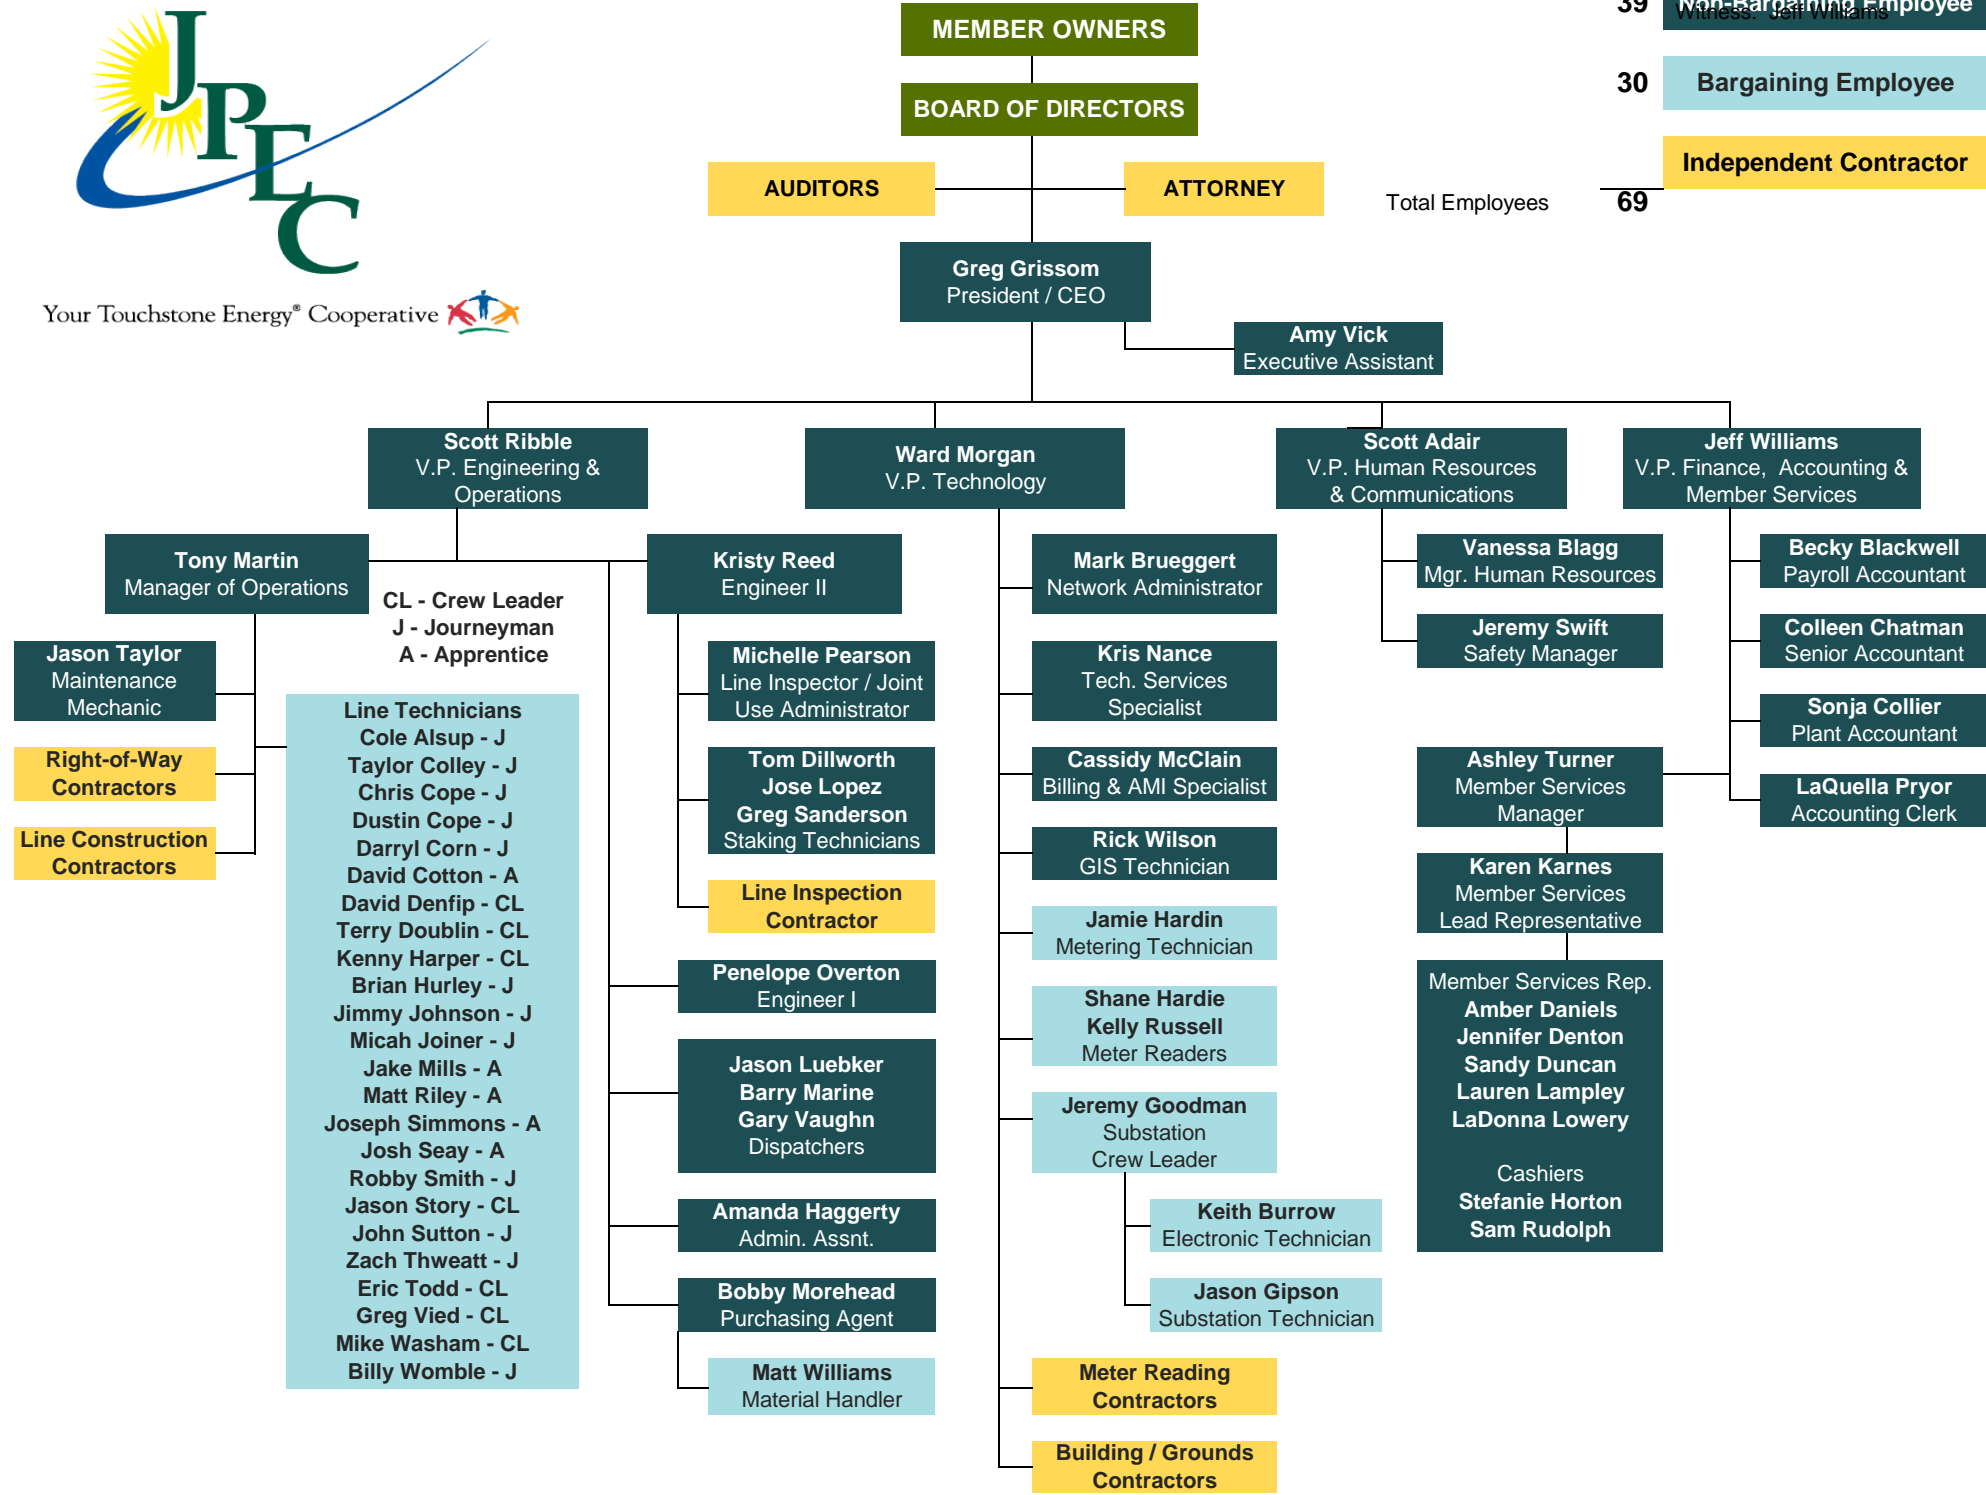 JPEC
Your Touchstone Energy® Cooperative
MEMBER OWNERS
BOARD OF DIRECTORS
AUDITORS
ATTORNEY
39 Non-Bargaining Employee
Witness: Jeff Williams
30 Bargaining Employee
Independent Contractor
Total Employees 69
Greg Grissom
President / CEO
Amy Vick
Executive Assistant
Scott Ribble
V.P. Engineering &
Operations
Ward Morgan
V.P. Technology
Scott Adair
V.P. Human Resources
& Communications
Jeff Williams
V.P. Finance, Accounting &
Member Services
Tony Martin
Manager of Operations
CL - Crew Leader
J - Journeyman
A - Apprentice
Jason Taylor
Maintenance
Mechanic
Right-of-Way
Contractors
Line Construction
Contractors
Line Technicians
Cole Alsup - J
Taylor Colley - J
Chris Cope - J
Dustin Cope - J
Darryl Corn - J
David Cotton - A
David Denfip - CL
Terry Doublin - CL
Kenny Harper - CL
Brian Hurley - J
Jimmy Johnson - J
Micah Joiner - J
Jake Mills - A
Matt Riley - A
Joseph Simmons - A
Josh Seay - A
Robby Smith - J
Jason Story - CL
John Sutton - J
Zach Thweatt - J
Eric Todd - CL
Greg Vied - CL
Mike Washam - CL
Billy Womble - J
Kristy Reed
Engineer II
Michelle Pearson
Line Inspector / Joint
Use Administrator
Tom Dillworth
Jose Lopez
Greg Sanderson
Staking Technicians
Line Inspection
Contractor
Penelope Overton
Engineer I
Jason Luebker
Barry Marine
Gary Vaughn
Dispatchers
Amanda Haggerty
Admin. Assnt.
Bobby Morehead
Purchasing Agent
Matt Williams
Material Handler
Mark Brueggert
Network Administrator
Kris Nance
Tech. Services
Specialist
Cassidy McClain
Billing & AMI Specialist
Rick Wilson
GIS Technician
Jamie Hardin
Metering Technician
Shane Hardie
Kelly Russell
Meter Readers
Jeremy Goodman
Substation
Crew Leader
Keith Burrow
Electronic Technician
Jason Gipson
Substation Technician
Meter Reading
Contractors
Building / Grounds
Contractors
Vanessa Blagg
Mgr. Human Resources
Jeremy Swift
Safety Manager
Becky Blackwell
Payroll Accountant
Colleen Chatman
Senior Accountant
Sonja Collier
Plant Accountant
LaQuella Pryor
Accounting Clerk
Ashley Turner
Member Services
Manager
Karen Karnes
Member Services
Lead Representative
Member Services Rep.
Amber Daniels
Jennifer Denton
Sandy Duncan
Lauren Lampley
LaDonna Lowery
Cashiers
Stefanie Horton
Sam Rudolph